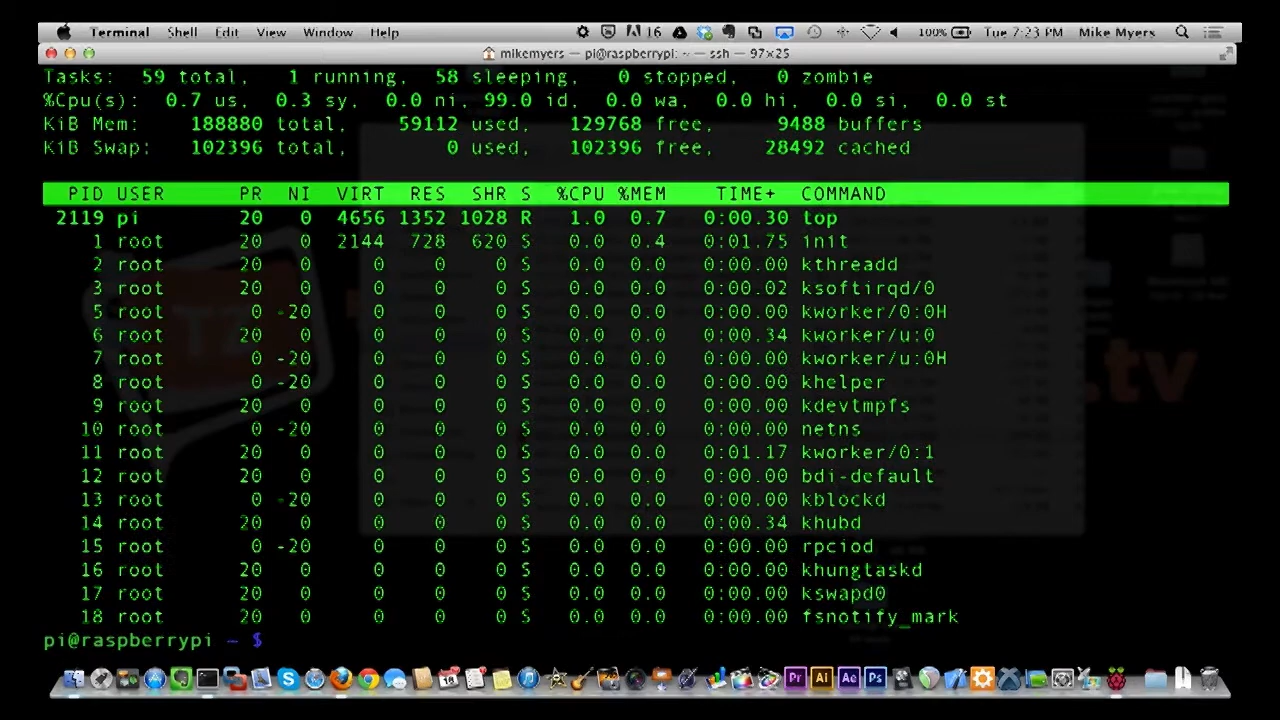 Terminal Shell Edit View Window Help 16 100% Tue 7:23 PM Mike Myers
mikemyers — pi@raspberrypi: ~ — ssh — 97×25
Tasks: 59 total, 1 running, 58 sleeping, 0 stopped, 0 zombie
%Cpu(s): 0.7 us, 0.3 sy, 0.0 ni, 99.0 id, 0.0 wa, 0.0 hi, 0.0 si, 0.0 st
KiB Mem: 188880 total, 59112 used, 129768 free, 9488 buffers
KiB Swap: 102396 total, 0 used, 102396 free, 28492 cached
PID USER PR NI VIRT RES SHR S %CPU %MEM TIME+ COMMAND
2119 pi 20 0 4656 1352 1028 R 1.0 0.7 0:00.30 top
1 root 20 0 2144 728 620 S 0.0 0.4 0:01.75 init
2 root 20 0 0 0 0 S 0.0 0.0 0:00.00 kthreadd
3 root 20 0 0 0 0 S 0.0 0.0 0:00.02 ksoftirqd/0
5 root 0 -20 0 0 0 S 0.0 0.0 0:00.00 kworker/0:0H
6 root 20 0 0 0 0 S 0.0 0.0 0:00.34 kworker/u:0
7 root 0 -20 0 0 0 S 0.0 0.0 0:00.00 kworker/u:0H
8 root 0 -20 0 0 0 S 0.0 0.0 0:00.00 khelper
9 root 20 0 0 0 0 S 0.0 0.0 0:00.00 kdevtmpfs
10 root 0 -20 0 0 0 S 0.0 0.0 0:00.00 netns
11 root 20 0 0 0 0 S 0.0 0.0 0:01.17 kworker/0:1
12 root 20 0 0 0 0 S 0.0 0.0 0:00.00 bdi-default
13 root 0 -20 0 0 0 S 0.0 0.0 0:00.00 kblockd
14 root 20 0 0 0 0 S 0.0 0.0 0:00.34 khubd
15 root 0 -20 0 0 0 S 0.0 0.0 0:00.00 rpciod
16 root 20 0 0 0 0 S 0.0 0.0 0:00.00 khungtaskd
17 root 20 0 0 0 0 S 0.0 0.0 0:00.00 kswapd0
18 root 20 0 0 0 0 S 0.0 0.0 0:00.00 fsnotify_mark
pi@raspberrypi ~ $
.tv
Pr Ai Ae Ps